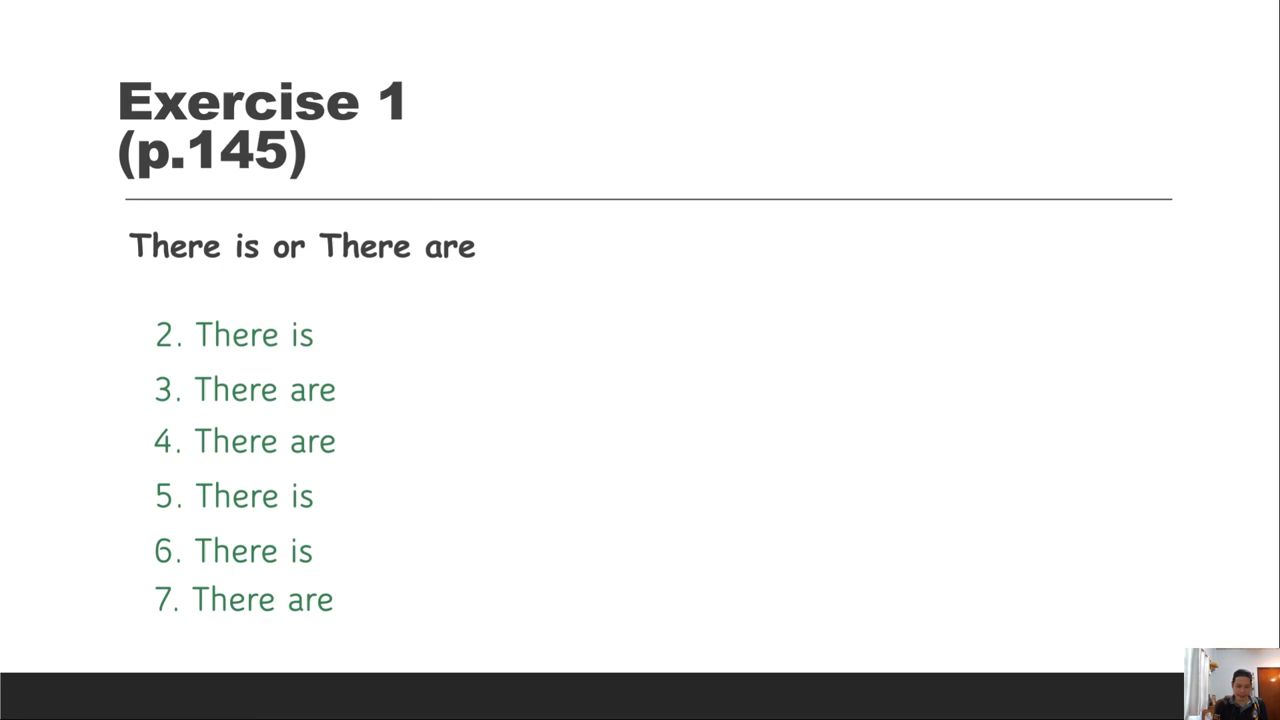 Exercise 1
(p.145)
There is or There are
2. There is
3. There are
4. There are
5. There is
6. There is
7. There are